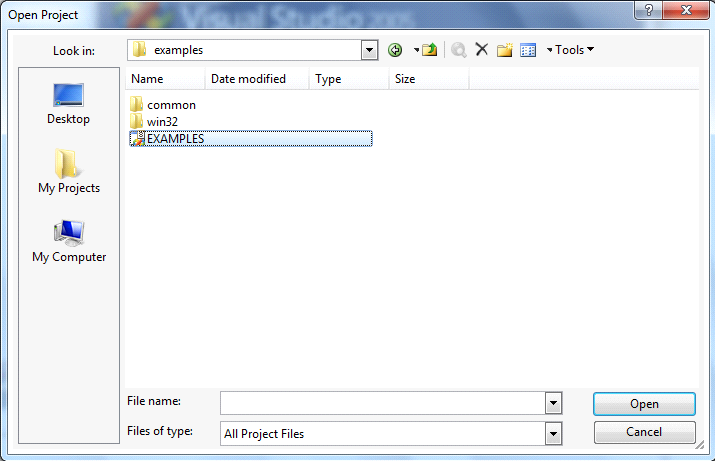 Open Project
Visual Studio 2005
Look in:
examples
Tools
Name Date modified Type Size
common
win32
EXAMPLES
Desktop
My Projects
My Computer
File name:
Open
Files of type:
All Project Files
Cancel